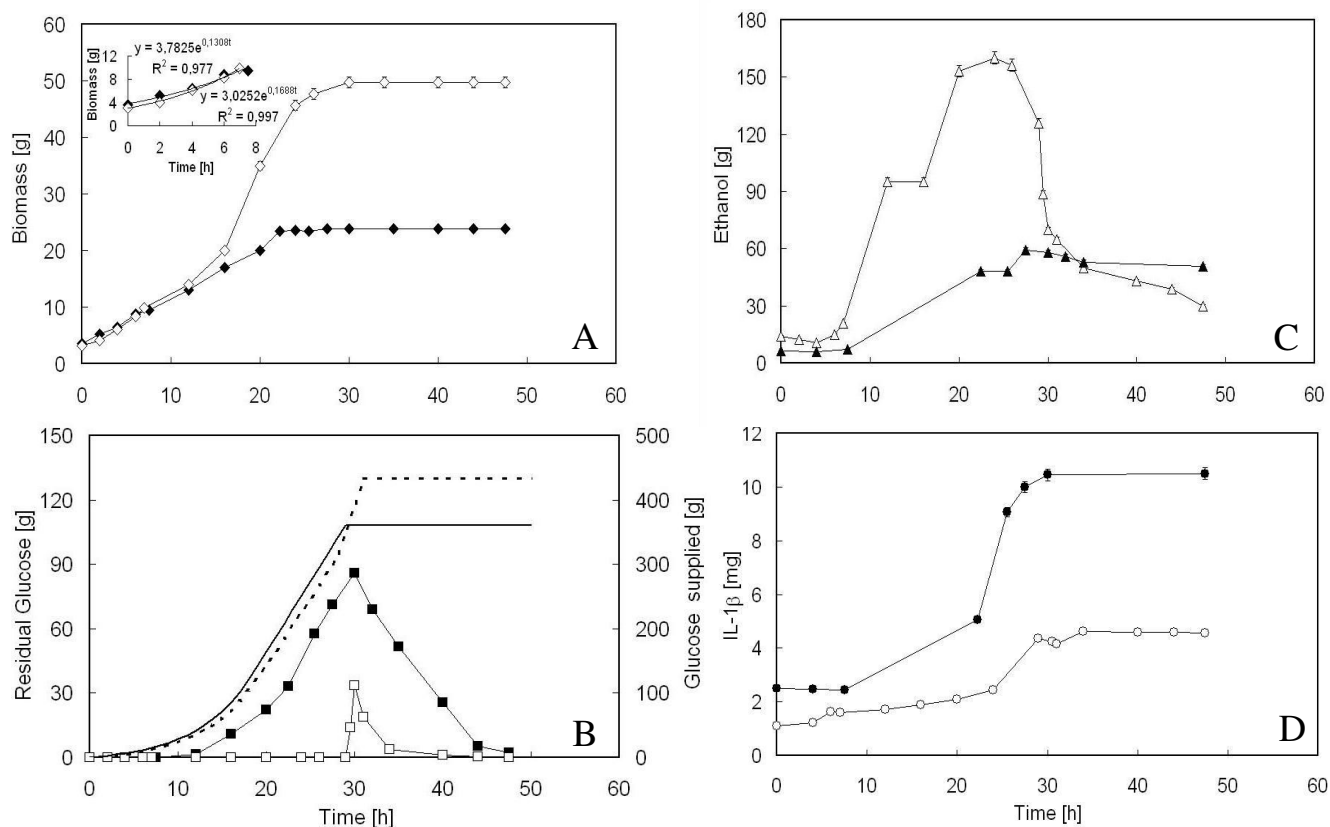 60
50
40
30
20
10
0
Biomass [g]
0 10 20 30 40 50 60
A
12
8
4
0
Biomass [g]
y = 3,7825e^0,1308t
R² = 0,977
y = 3,0252e^0,1688t
R² = 0,997
0 2 4 6 8
Time [h]
180
150
120
90
60
30
0
Ethanol [g]
0 10 20 30 40 50 60
C
150
120
90
60
30
0
Residual Glucose [g]
500
400
300
200
100
0
Glucose supplied [g]
B
0 10 20 30 40 50 60
Time [h]
12
10
8
6
4
2
0
IL-1β [mg]
D
0 10 20 30 40 50 60
Time [h]